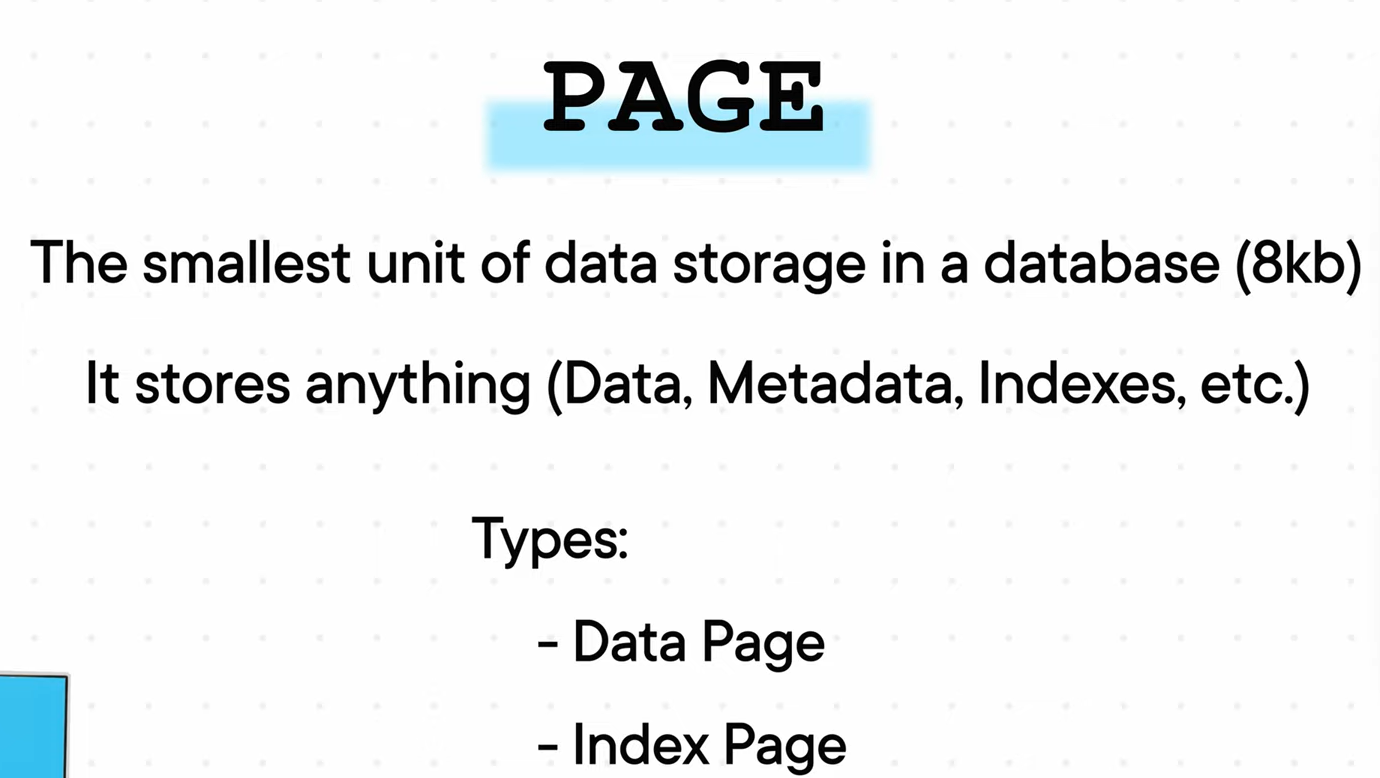 PAGE
The smallest unit of data storage in a database (8kb)
It stores anything (Data, Metadata, Indexes, etc.)
Types:
- Data Page
- Index Page